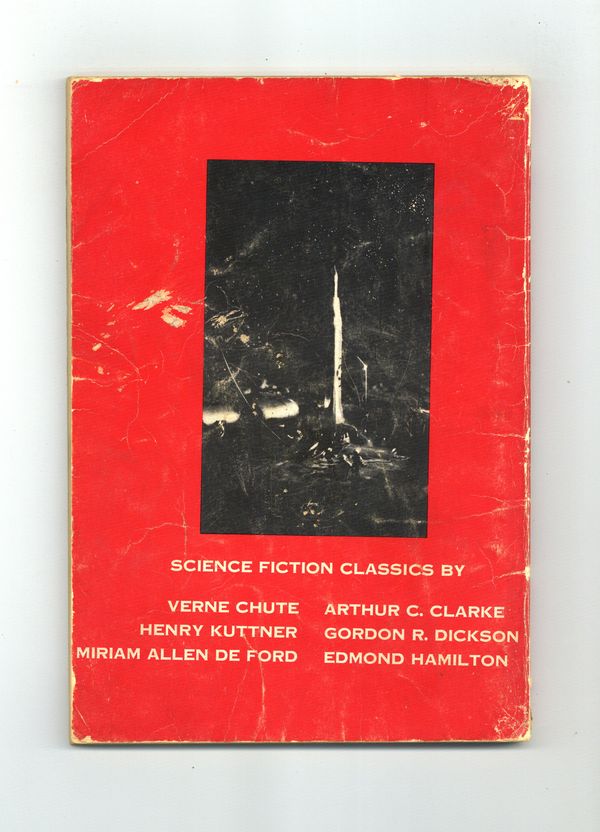 SCIENCE FICTION CLASSICS BY
VERNE CHUTE ARTHUR C. CLARKE
HENRY KUTTNER GORDON R. DICKSON
MIRIAM ALLEN DE FORD EDMOND HAMILTON